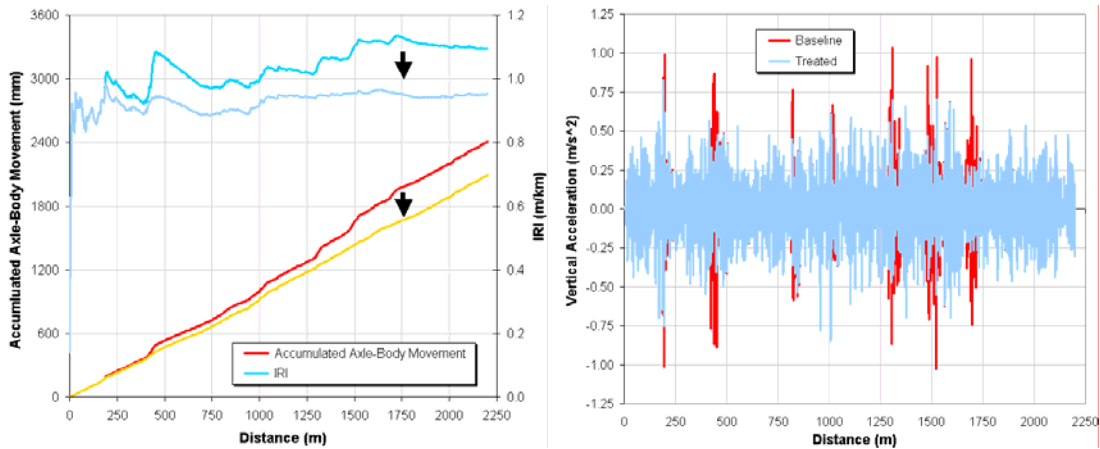 3600
3000
2400
1800
1200
600
0
Accumluated Axle-Body Movement (mm)
1.2
1.0
0.8
0.6
0.4
0.2
0.0
IRI (m/km)
Accumulated Axle-Body Movement
IRI
0 250 500 750 1000 1250 1500 1750 2000 2250
Distance (m)
1.25
1.00
0.75
0.50
0.25
0.00
-0.25
-0.50
-0.75
-1.00
-1.25
Vertical Acceleration (m/s^2)
Baseline
Treated
0 250 500 750 1000 1250 1500 1750 2000 2250
Distance (m)